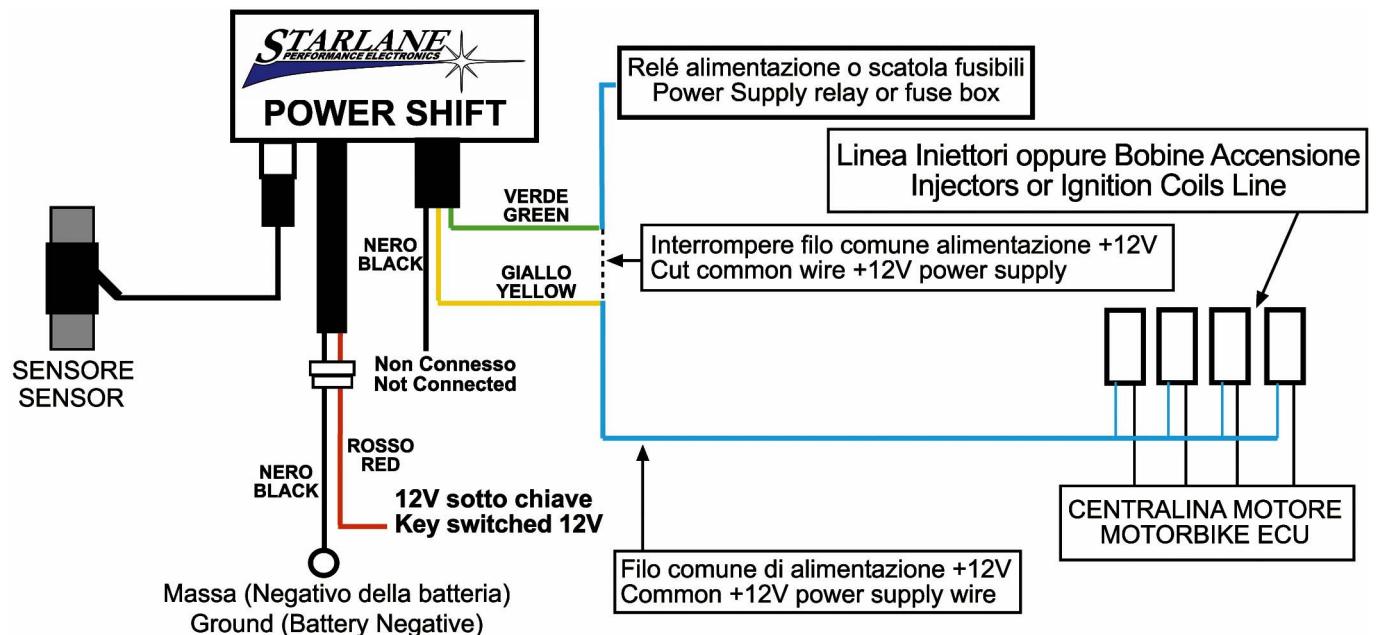 STARLANE
PERFORMANCE ELECTRONICS
POWER SHIFT
Relé alimentazione o scatola fusibili
Power Supply relay or fuse box
Linea Iniettori oppure Bobine Accensione
Injectors or Ignition Coils Line
VERDE
GREEN
NERO
BLACK
GIALLO
YELLOW
Interrompere filo comune alimentazione +12V
Cut common wire +12V power supply
SENSORE
SENSOR
Non Connesso
Not Connected
ROSSO
RED
NERO
BLACK
12V sotto chiave
Key switched 12V
CENTRALINA MOTORE
MOTORBIKE ECU
Filo comune di alimentazione +12V
Common +12V power supply wire
Massa (Negativo della batteria)
Ground (Battery Negative)